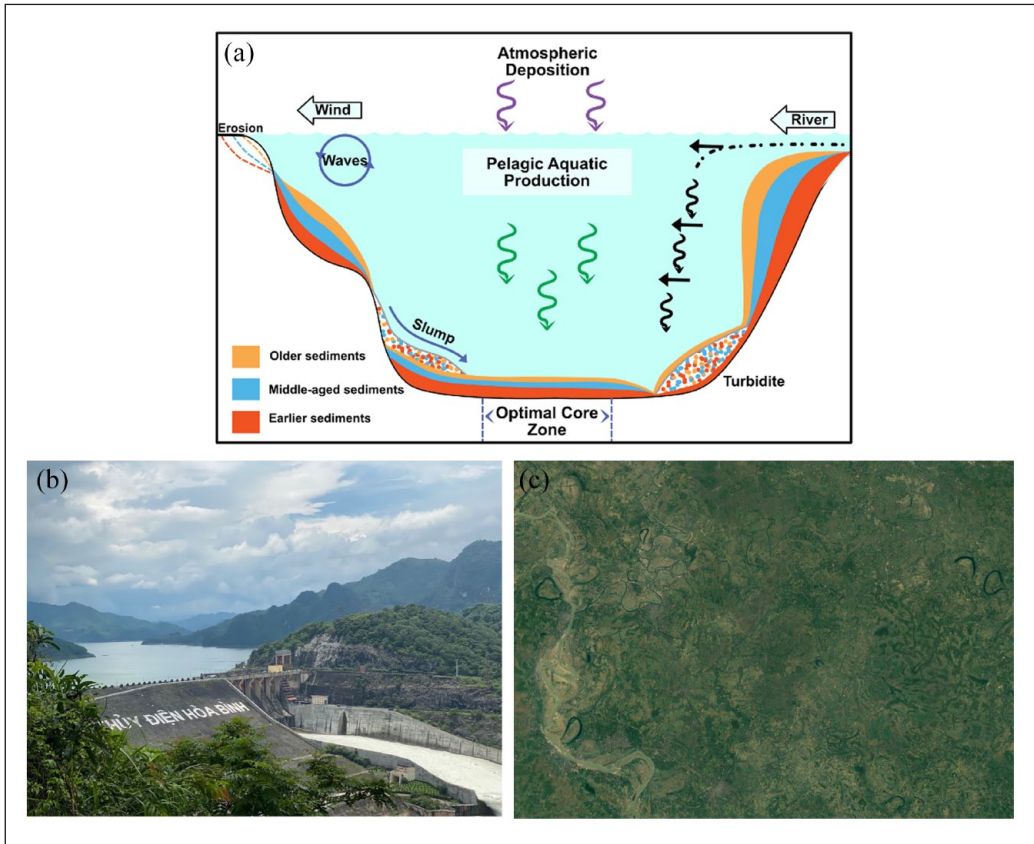 (a)
Atmospheric
Deposition
Wind
River
Erosion
Waves
Pelagic Aquatic
Production
Slump
Older sediments
Middle-aged sediments
Earlier sediments
Turbidite
Optimal Core
Zone
(b)
HỦY ĐIỆN HÒA BÌNH
(c)